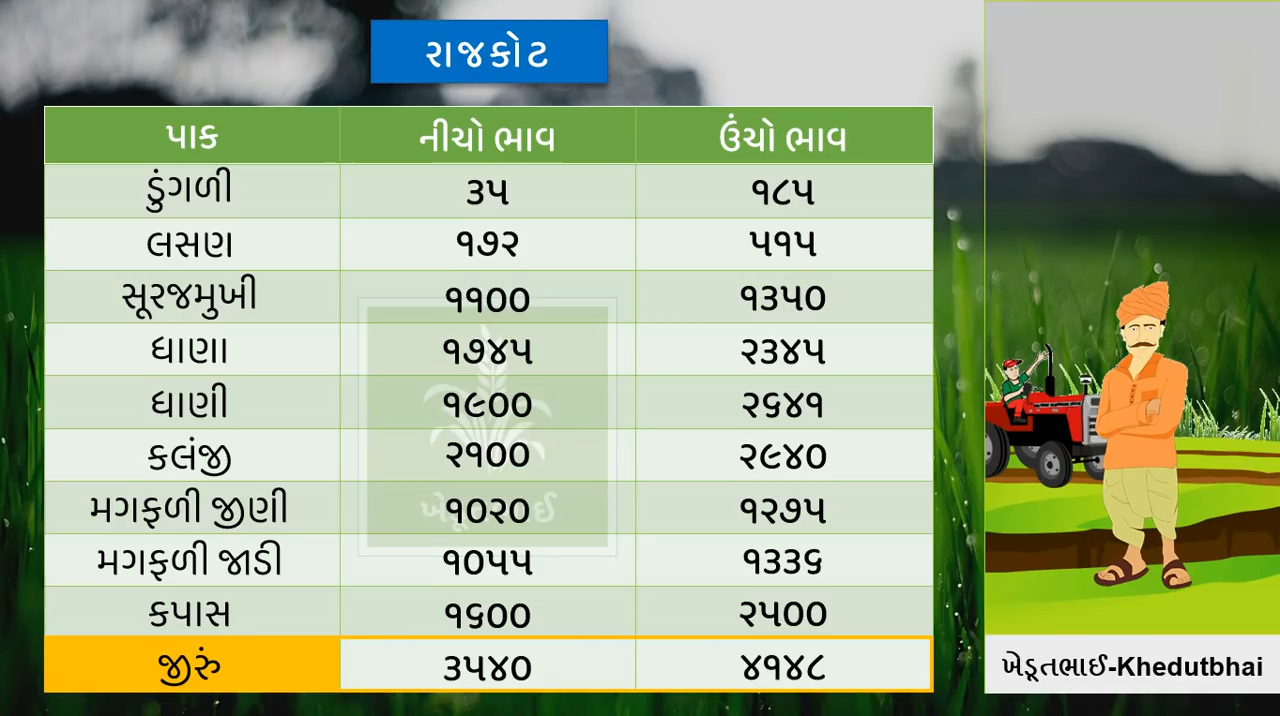 રાજકોટ
પાક નીચો ભાવ ઉંચો ભાવ
ડુંગળી ૩૫ ૧૮૫
લસણ ૧૭૨ ૫૧૫
સૂરજમુખી ૧૧૦૦ ૧૩૫૦
ધાણા ૧૭૪૫ ૨૩૪૫
ધાણી ૧૯૦૦ ૨૬૪૧
કલંજી ૨૧૦૦ ૨૯૪૦
મગફળી જીણી ૧૦૨૦ ૧૨૭૫
મગફળી જાડી ૧૦૫૫ ૧૩૩૬
કપાસ ૧૬૦૦ ૨૫૦૦
જીરું ૩૫૪૦ ૪૧૪૮
ખેડૂતભાઈ-Khedutbhai